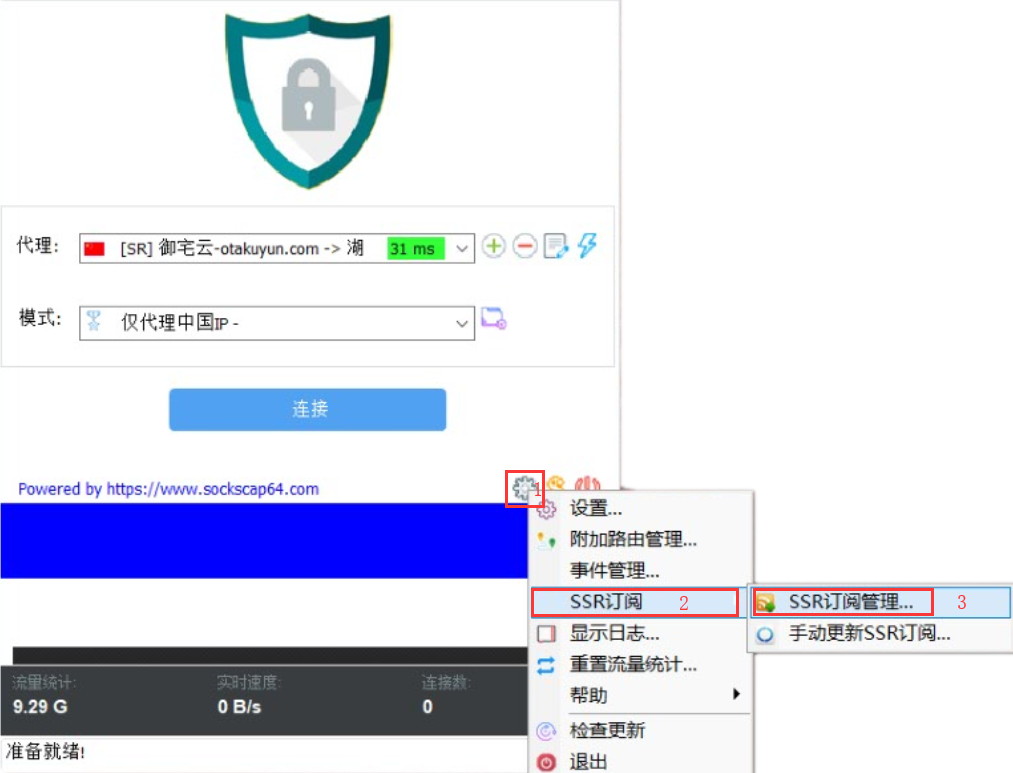 代理: [SR] 御宅云-otakuyun.com -> 湖 31 ms
模式: 仅代理中国IP -
连接
Powered by https://www.sockscap64.com
1
设置...
附加路由管理...
事件管理...
SSR订阅 2 SSR订阅管理... 3
显示日志... 手动更新SSR订阅...
重置流量统计...
帮助
检查更新
退出
流量统计: 实时速度: 连接数:
9.29 G 0 B/s 0
准备就绪!